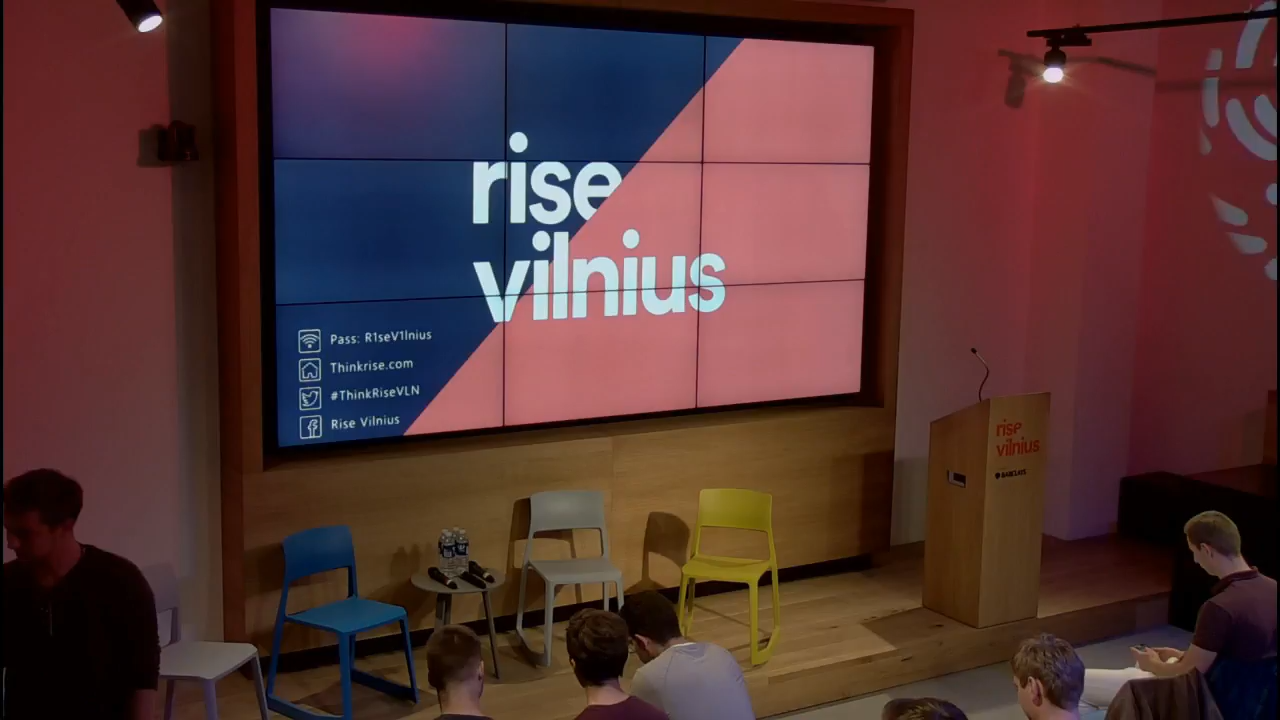 rise
vilnius
Pass: R1seV1lnius
Thinkrise.com
#ThinkRiseVLN
Rise Vilnius
rise
vilnius
BARCLAYS